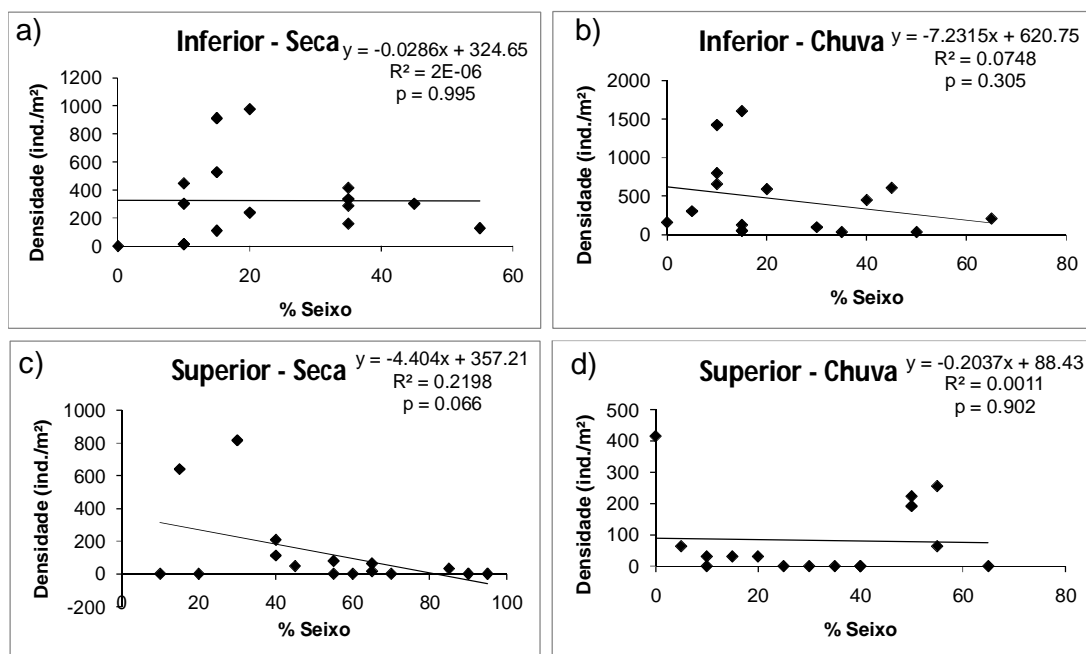 a)
Inferior - Seca
y = -0.0286x + 324.65
R² = 2E-06
p = 0.995
1200
1000
800
600
400
200
0
Densidade (ind./m²)
0 20 40 60
% Seixo
b)
Inferior - Chuva
y = -7.2315x + 620.75
R² = 0.0748
p = 0.305
2000
1500
1000
500
0
Densidade (ind./m²)
0 20 40 60 80
% Seixo
c)
Superior - Seca
y = -4.404x + 357.21
R² = 0.2198
p = 0.066
1000
800
600
400
200
0
-200
Densidade (ind./m²)
0 20 40 60 80 100
% Seixo
d)
Superior - Chuva
y = -0.2037x + 88.43
R² = 0.0011
p = 0.902
500
400
300
200
100
0
Densidade (ind./m²)
0 20 40 60 80
% Seixo